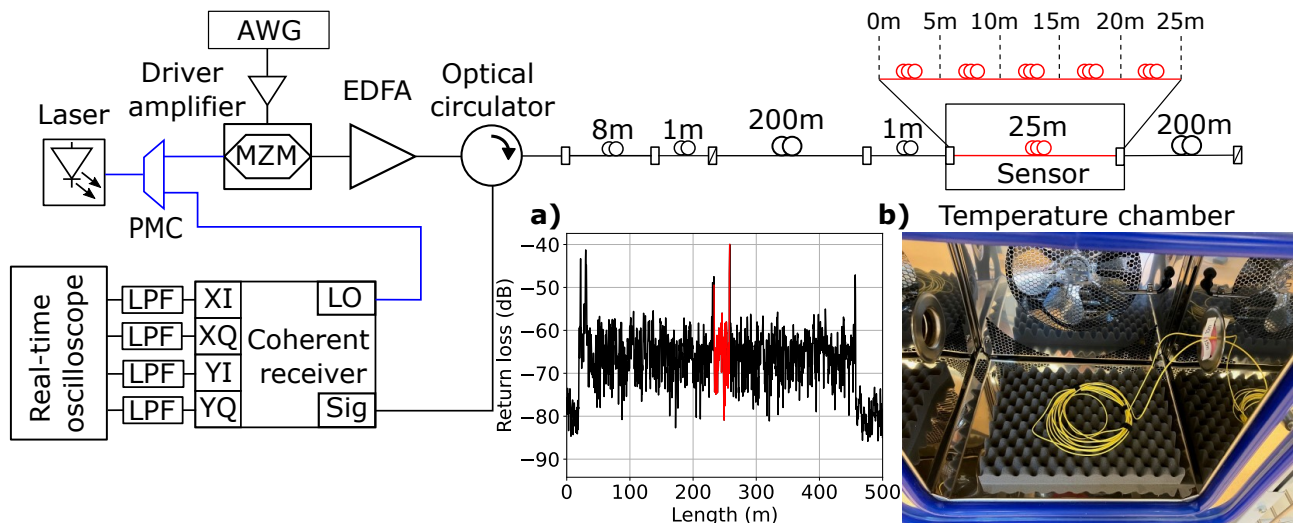 AWG
Driver
amplifier
EDFA
Optical
circulator
Laser
MZM
PMC
8m
1m
200m
1m
25m
200m
0m 5m 10m 15m 20m 25m
Sensor
Temperature chamber
Real-time
oscilloscope
LPF
LPF
LPF
LPF
XI
XQ
YI
YQ
LO
Coherent
receiver
Sig
a)
Return loss (dB)
−40
−50
−60
−70
−80
−90
0 100 200 300 400 500
Length (m)
b)